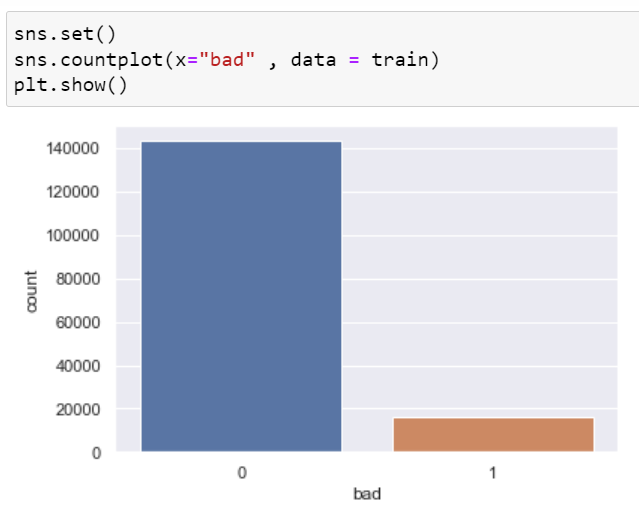 sns.set()
sns.countplot(x="bad" , data = train)
plt.show()
140000
120000
100000
80000
60000
40000
20000
0
count
0 1
bad